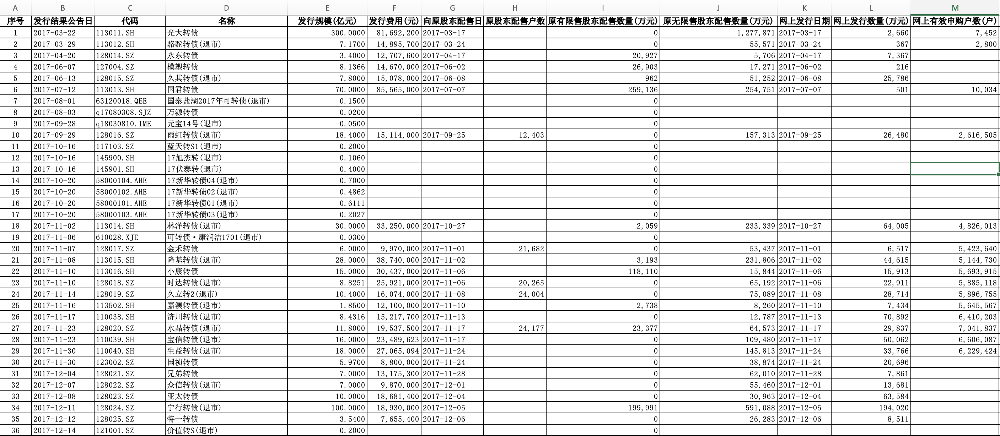 A B C D E F G H I J K L M
序号 发行结果公告日 代码 名称 发行规模(亿元) 发行费用(元) 向原股东配售日 原股东配售户数 原有限售股东配售数量(万元) 原无限售股东配售数量(万元) 网上发行日期 网上发行数量(万元) 网上有效申购户数(户)
1 2017-03-22 113011.SH 光大转债 300.0000 81,692,200 2017-03-17 0 1,277,871 2017-03-17 2,660 7,452
2 2017-03-29 113012.SH 骆驼转债(退市) 7.1700 14,895,700 2017-03-24 0 55,571 2017-03-24 367 2,800
3 2017-04-20 128014.SZ 永东转债 3.4000 12,707,600 2017-04-17 20,927 5,706 2017-04-17 7,367
4 2017-06-07 127004.SZ 模塑转债 8.1366 14,670,000 2017-06-02 26,903 17,271 2017-06-02 216
5 2017-06-13 128015.SZ 久其转债(退市) 7.8000 15,078,000 2017-06-08 962 51,252 2017-06-08 25,786
6 2017-07-12 113013.SH 国君转债 70.0000 85,565,000 2017-07-07 259,136 254,751 2017-07-07 501 10,034
7 2017-08-01 63120018.QEE 国泰盐湖2017年可转债(退市) 0.1500 0
8 2017-08-03 q17080308.SJZ 万源转债 0.0200 0
9 2017-09-28 q18030810.IME 元宝14号(退市) 0.0500 0
10 2017-09-29 128016.SZ 雨虹转债(退市) 18.4000 15,114,000 2017-09-25 12,403 0 157,313 2017-09-25 26,480 2,616,505
11 2017-10-16 117103.SZ 蓝天转S1(退市) 0.2000 0
12 2017-10-16 145900.SH 17旭杰转(退市) 0.1060 0
13 2017-10-16 145901.SH 17伏泰转(退市) 0.4000 0
14 2017-10-20 58000104.AHE 17新华转债04(退市) 0.7000 0
15 2017-10-20 58000102.AHE 17新华转债02(退市) 0.4862 0
16 2017-10-20 58000101.AHE 17新华转债01(退市) 0.6111 0
17 2017-10-20 58000103.AHE 17新华转债03(退市) 0.2027 0
18 2017-11-02 113014.SH 林洋转债(退市) 30.0000 33,250,000 2017-10-27 2,059 233,339 2017-10-27 64,005 4,826,013
19 2017-11-06 610028.XJE 可转债•康润洁1701(退市) 0.0300 0
20 2017-11-07 128017.SZ 金禾转债 6.0000 9,970,000 2017-11-01 21,682 0 53,437 2017-11-01 6,517 5,423,640
21 2017-11-08 113015.SH 隆基转债(退市) 28.0000 38,740,000 2017-11-02 3,193 231,806 2017-11-02 44,615 5,144,730
22 2017-11-10 113016.SH 小康转债 15.0000 30,437,000 2017-11-06 118,110 15,844 2017-11-06 15,913 5,693,915
23 2017-11-10 128018.SZ 时达转债(退市) 8.8251 25,921,000 2017-11-06 20,265 0 65,192 2017-11-06 22,911 5,885,118
24 2017-11-14 128019.SZ 久立转2(退市) 10.4000 16,074,000 2017-11-08 24,004 0 75,089 2017-11-08 28,714 5,896,755
25 2017-11-16 113502.SH 嘉澳转债(退市) 1.8500 12,100,000 2017-11-10 2,738 8,260 2017-11-10 7,434 5,645,567
26 2017-11-17 110038.SH 济川转债(退市) 8.4316 15,217,700 2017-11-13 0 12,787 2017-11-13 70,892 6,410,203
27 2017-11-23 128020.SZ 水晶转债(退市) 11.8000 19,537,500 2017-11-17 24,177 23,377 64,573 2017-11-17 29,837 7,041,837
28 2017-11-23 110039.SH 宝信转债(退市) 16.0000 23,489,623 2017-11-17 0 109,480 2017-11-17 50,062 6,606,087
29 2017-11-30 110040.SH 生益转债(退市) 18.0000 27,065,094 2017-11-24 0 145,813 2017-11-24 33,766 6,229,424
30 2017-11-30 123002.SZ 国祯转债 5.9700 8,800,000 2017-11-24 0 38,874 2017-11-24 20,696
31 2017-12-04 128021.SZ 兄弟转债 7.0000 13,175,300 2017-11-28 0 62,010 2017-11-28 7,861
32 2017-12-07 128022.SZ 众信转债(退市) 7.0000 9,870,000 2017-12-01 0 55,460 2017-12-01 13,681
33 2017-12-08 128023.SZ 亚太转债 10.0000 18,681,400 2017-12-04 0 30,963 2017-12-04 63,584
34 2017-12-11 128024.SZ 宁行转债(退市) 100.0000 18,930,000 2017-12-05 199,991 591,088 2017-12-05 194,020
35 2017-12-12 128025.SZ 特一转债 3.5400 7,655,400 2017-12-06 0 26,283 2017-12-06 8,511
36 2017-12-14 121001.SZ 价值转S(退市) 0.2000 0